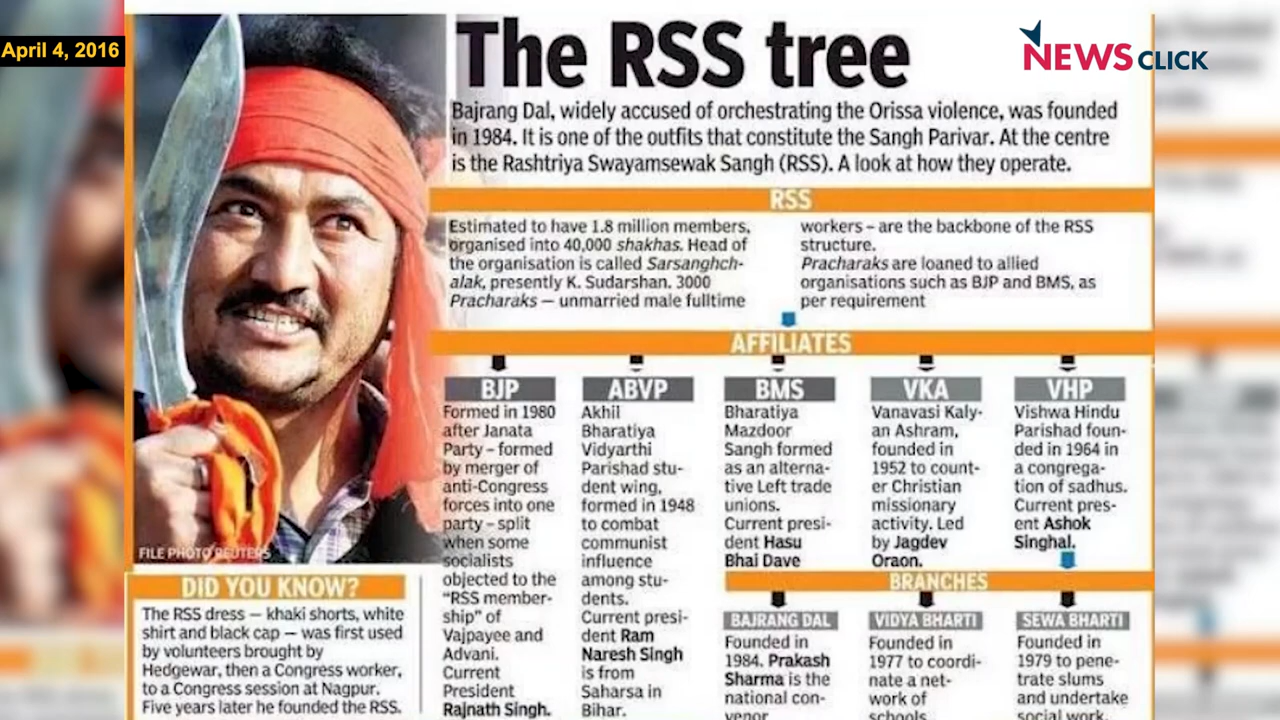 April 4, 2016
NEWSCLICK
The RSS tree
Bajrang Dal, widely accused of orchestrating the Orissa violence, was founded
in 1984. It is one of the outfits that constitute the Sangh Parivar. At the centre
is the Rashtriya Swayamsewak Sangh (RSS). A look at how they operate.
RSS
Estimated to have 1.8 million members,
organised into 40,000 shakhas. Head of
the organisation is called Sarsanghch-
alak, presently K. Sudarshan. 3000
Pracharaks – unmarried male fulltime
workers – are the backbone of the RSS
structure.
Pracharaks are loaned to allied
organisations such as BJP and BMS, as
per requirement
AFFILIATES
BJP
Formed in 1980
after Janata
Party – formed
by merger of
anti-Congress
forces into one
party – split
when some
socialists
objected to the
“RSS member-
ship” of
Vajpayee and
Advani.
Current
President
Rajnath Singh.
ABVP
Akhil
Bharatiya
Vidyarthi
Parishad stu-
dent wing,
formed in 1948
to combat
communist
influence
among stu-
dents.
Current presi-
dent Ram
Naresh Singh
is from
Saharsa in
Bihar.
BMS
Bharatiya
Mazdoor
Sangh formed
as an alterna-
tive Left trade
unions.
Current presi-
dent Hasu
Bhai Dave
VKA
Vanavasi Kaly-
an Ashram,
founded in
1952 to count-
er Christian
missionary
activity. Led
by Jagdev
Oraon.
VHP
Vishwa Hindu
Parishad foun-
ded in 1964 in
a congrega-
tion of sadhus.
Current pres-
ent Ashok
Singhal.
BRANCHES
BAJRANG DAL
Founded in
1984. Prakash
Sharma is the
national con-
venor
VIDYA BHARTI
Founded in
1977 to coordi-
nate a net-
work of
schools
SEWA BHARTI
Founded in
1979 to pene-
trate slums
and undertake
social work.
FILE PHOTO/REUTERS
DID YOU KNOW?
The RSS dress — khaki shorts, white
shirt and black cap — was first used
by volunteers brought by
Hedgewar, then a Congress worker,
to a Congress session at Nagpur.
Five years later he founded the RSS.